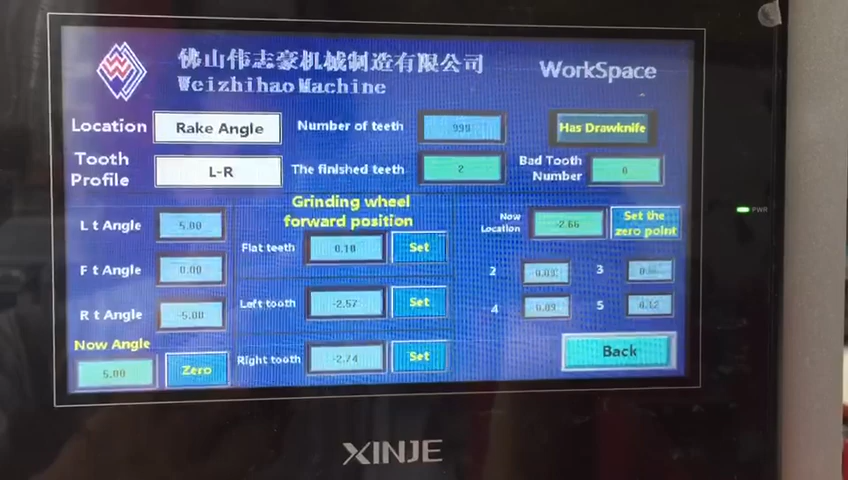 佛山伟志豪机械制造有限公司
Weizhihao Machine
WorkSpace
Location
Rake Angle
Number of teeth
999
Has Drawknife
Tooth Profile
L-R
The finished teeth
2
Bad Tooth Number
0
Grinding wheel
forward position
L t Angle
5.00
Flat teeth
0.10
Set
Now Location
-2.66
Set the zero point
F t Angle
0.00
2
3
R t Angle
-5.00
Left tooth
-2.57
Set
4
5
0.12
Now Angle
5.00
Zero
Right tooth
-2.74
Set
Back
PWR
XINJE